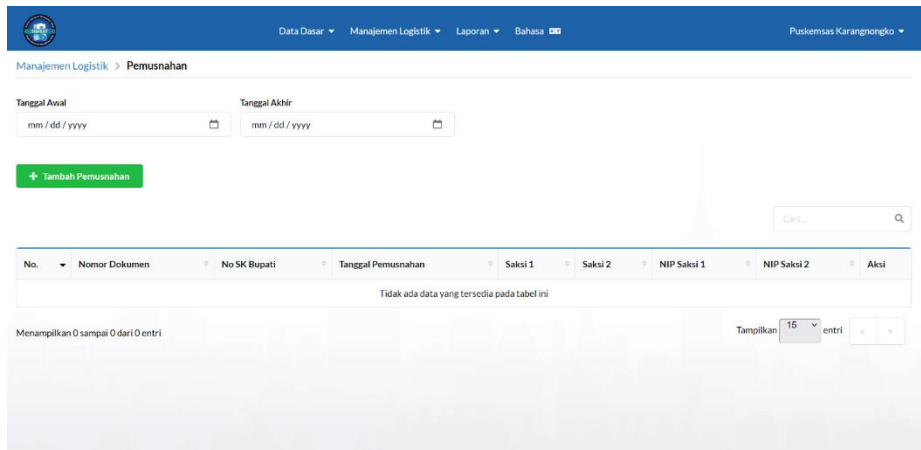 Data Dasar Manajemen Logistik Laporan Bahasa Puskemsas Karangnongko
Manajemen Logistik > Pemusnahan
Tanggal Awal Tanggal Akhir
mm / dd / yyyy mm / dd / yyyy
+ Tambah Pemusnahan
Cari...
No. Nomor Dokumen No SK Bupati Tanggal Pemusnahan Saksi 1 Saksi 2 NIP Saksi 1 NIP Saksi 2 Aksi
Tidak ada data yang tersedia pada tabel ini
Menampilkan 0 sampai 0 dari 0 entri Tampilkan 15 entri < >